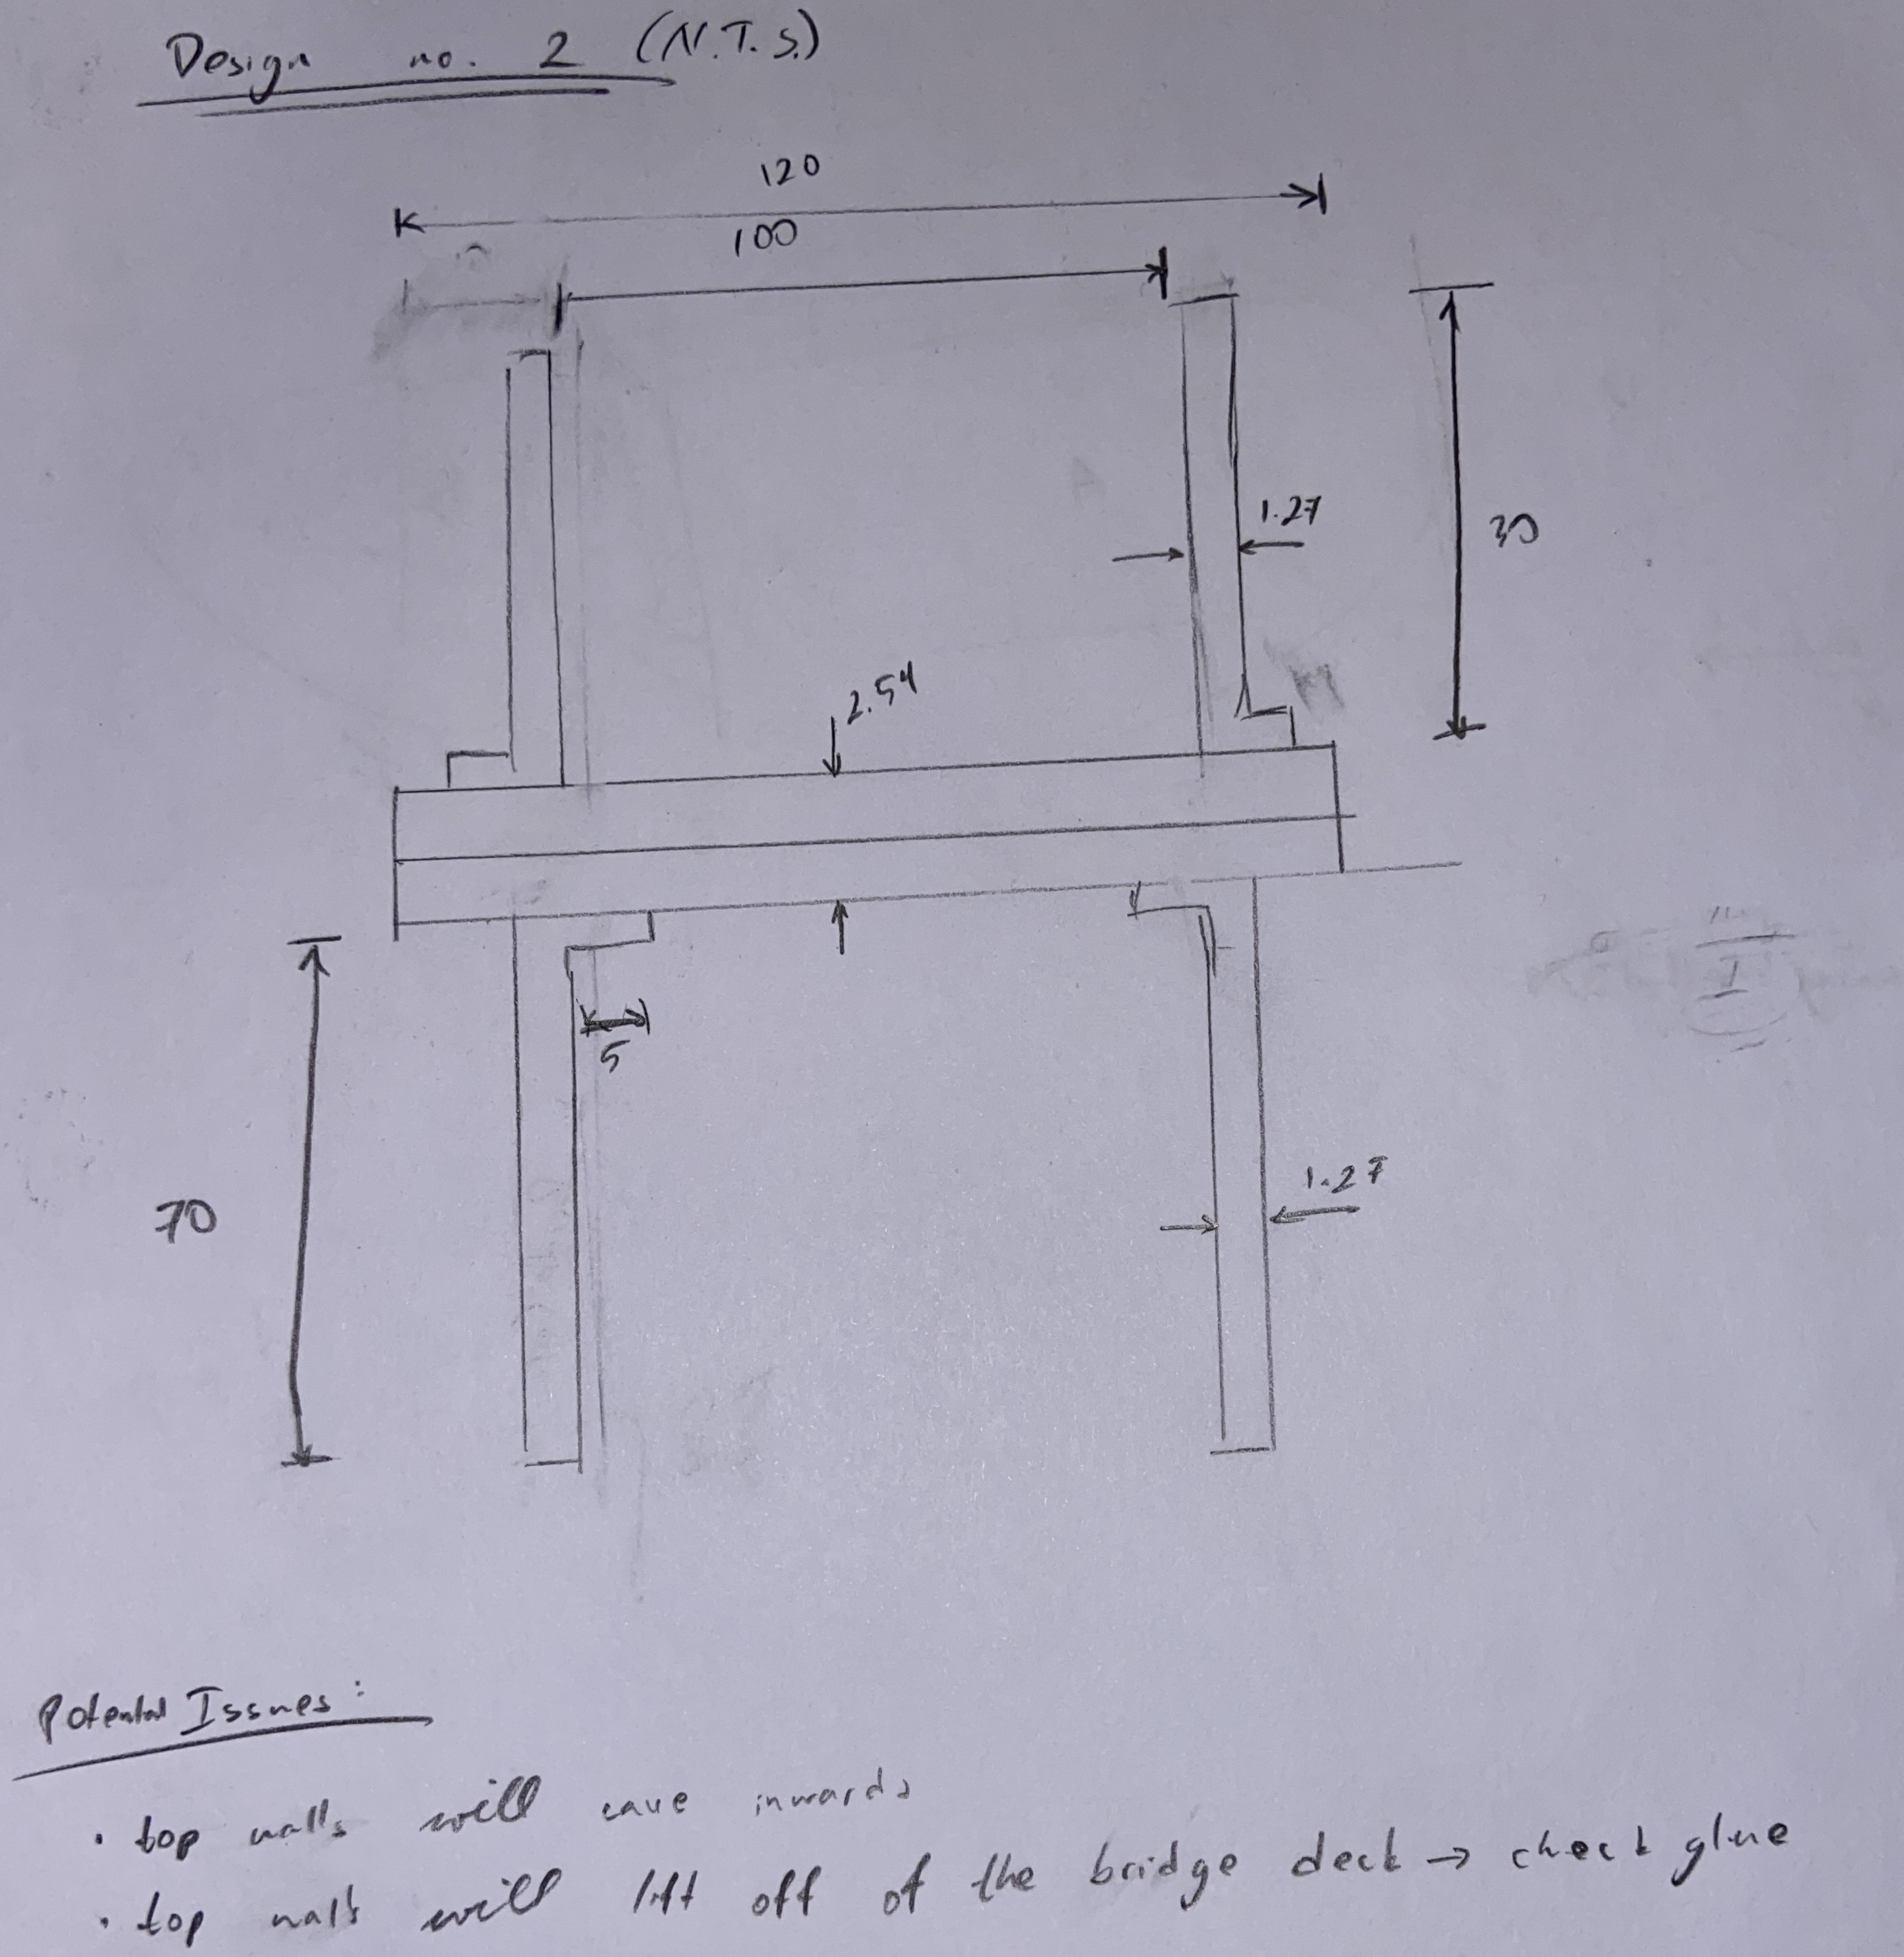 Design no. 2 (N.T.S.)
120
100
1.27
30
2.54
5
70
1.27
Potential Issues:
• top walls will cave inwards
• top walls will lift off of the bridge deck → check glue